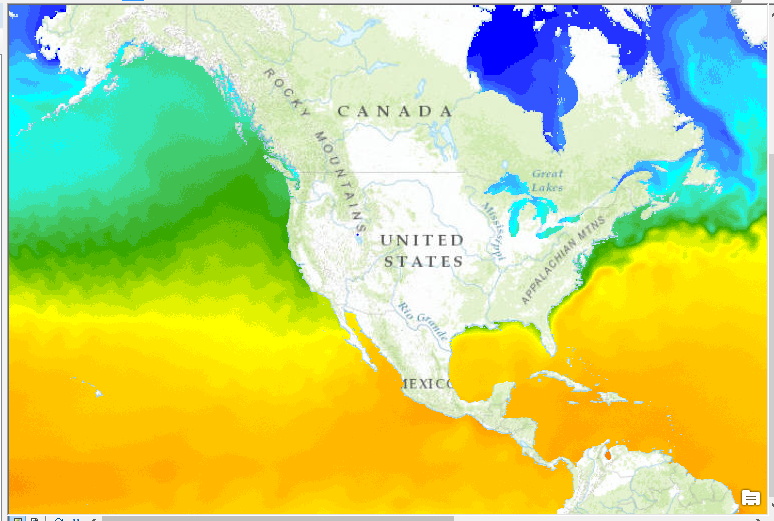 CANADA
ROCKY MOUNTAINS
Great
Lakes
Mississippi
UNITED
STATES
APPALACHIAN MTNS
Rio Grande
MEXICO